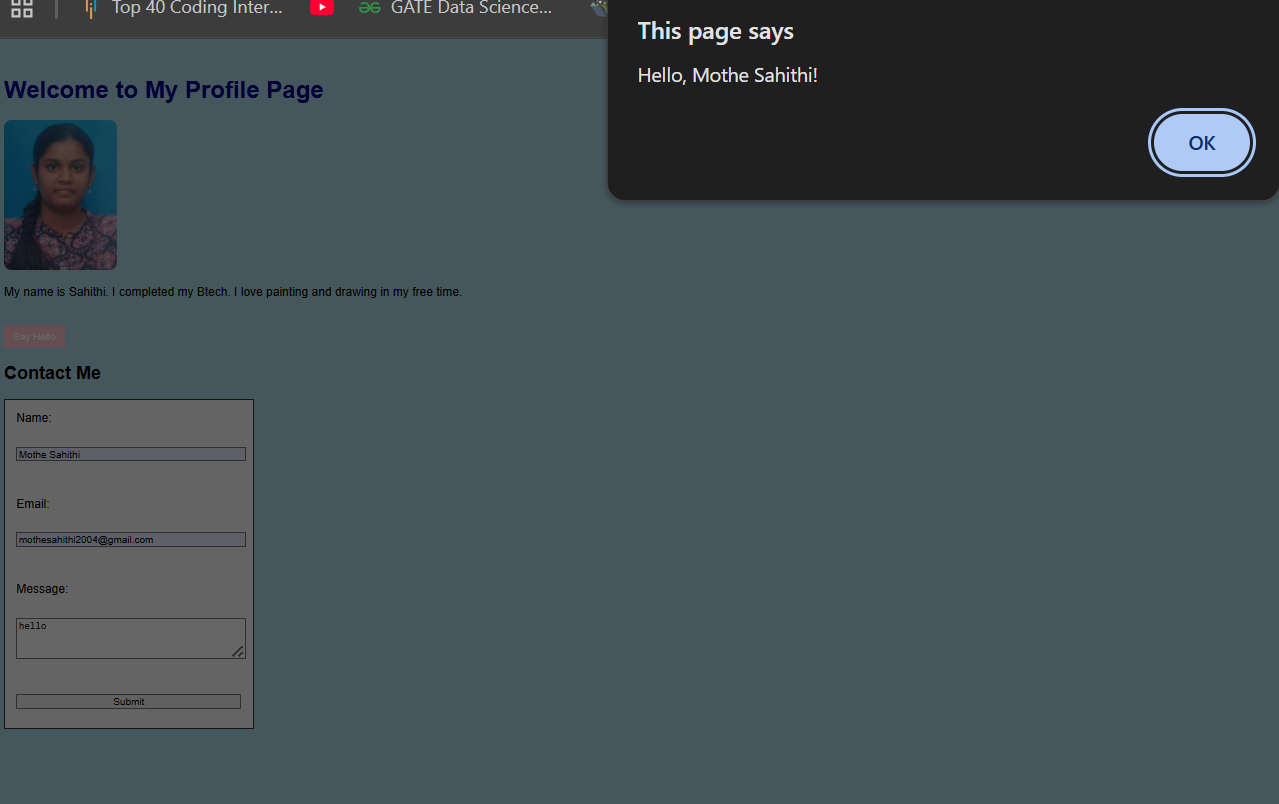 Top 40 Coding Inter...
GATE Data Science...
This page says
Hello, Mothe Sahithi!
OK
Welcome to My Profile Page
My name is Sahithi. I completed my Btech. I love painting and drawing in my free time.
Say Hello
Contact Me
Name:
Mothe Sahithi
Email:
mothesahithi2004@gmail.com
Message:
hello
Submit